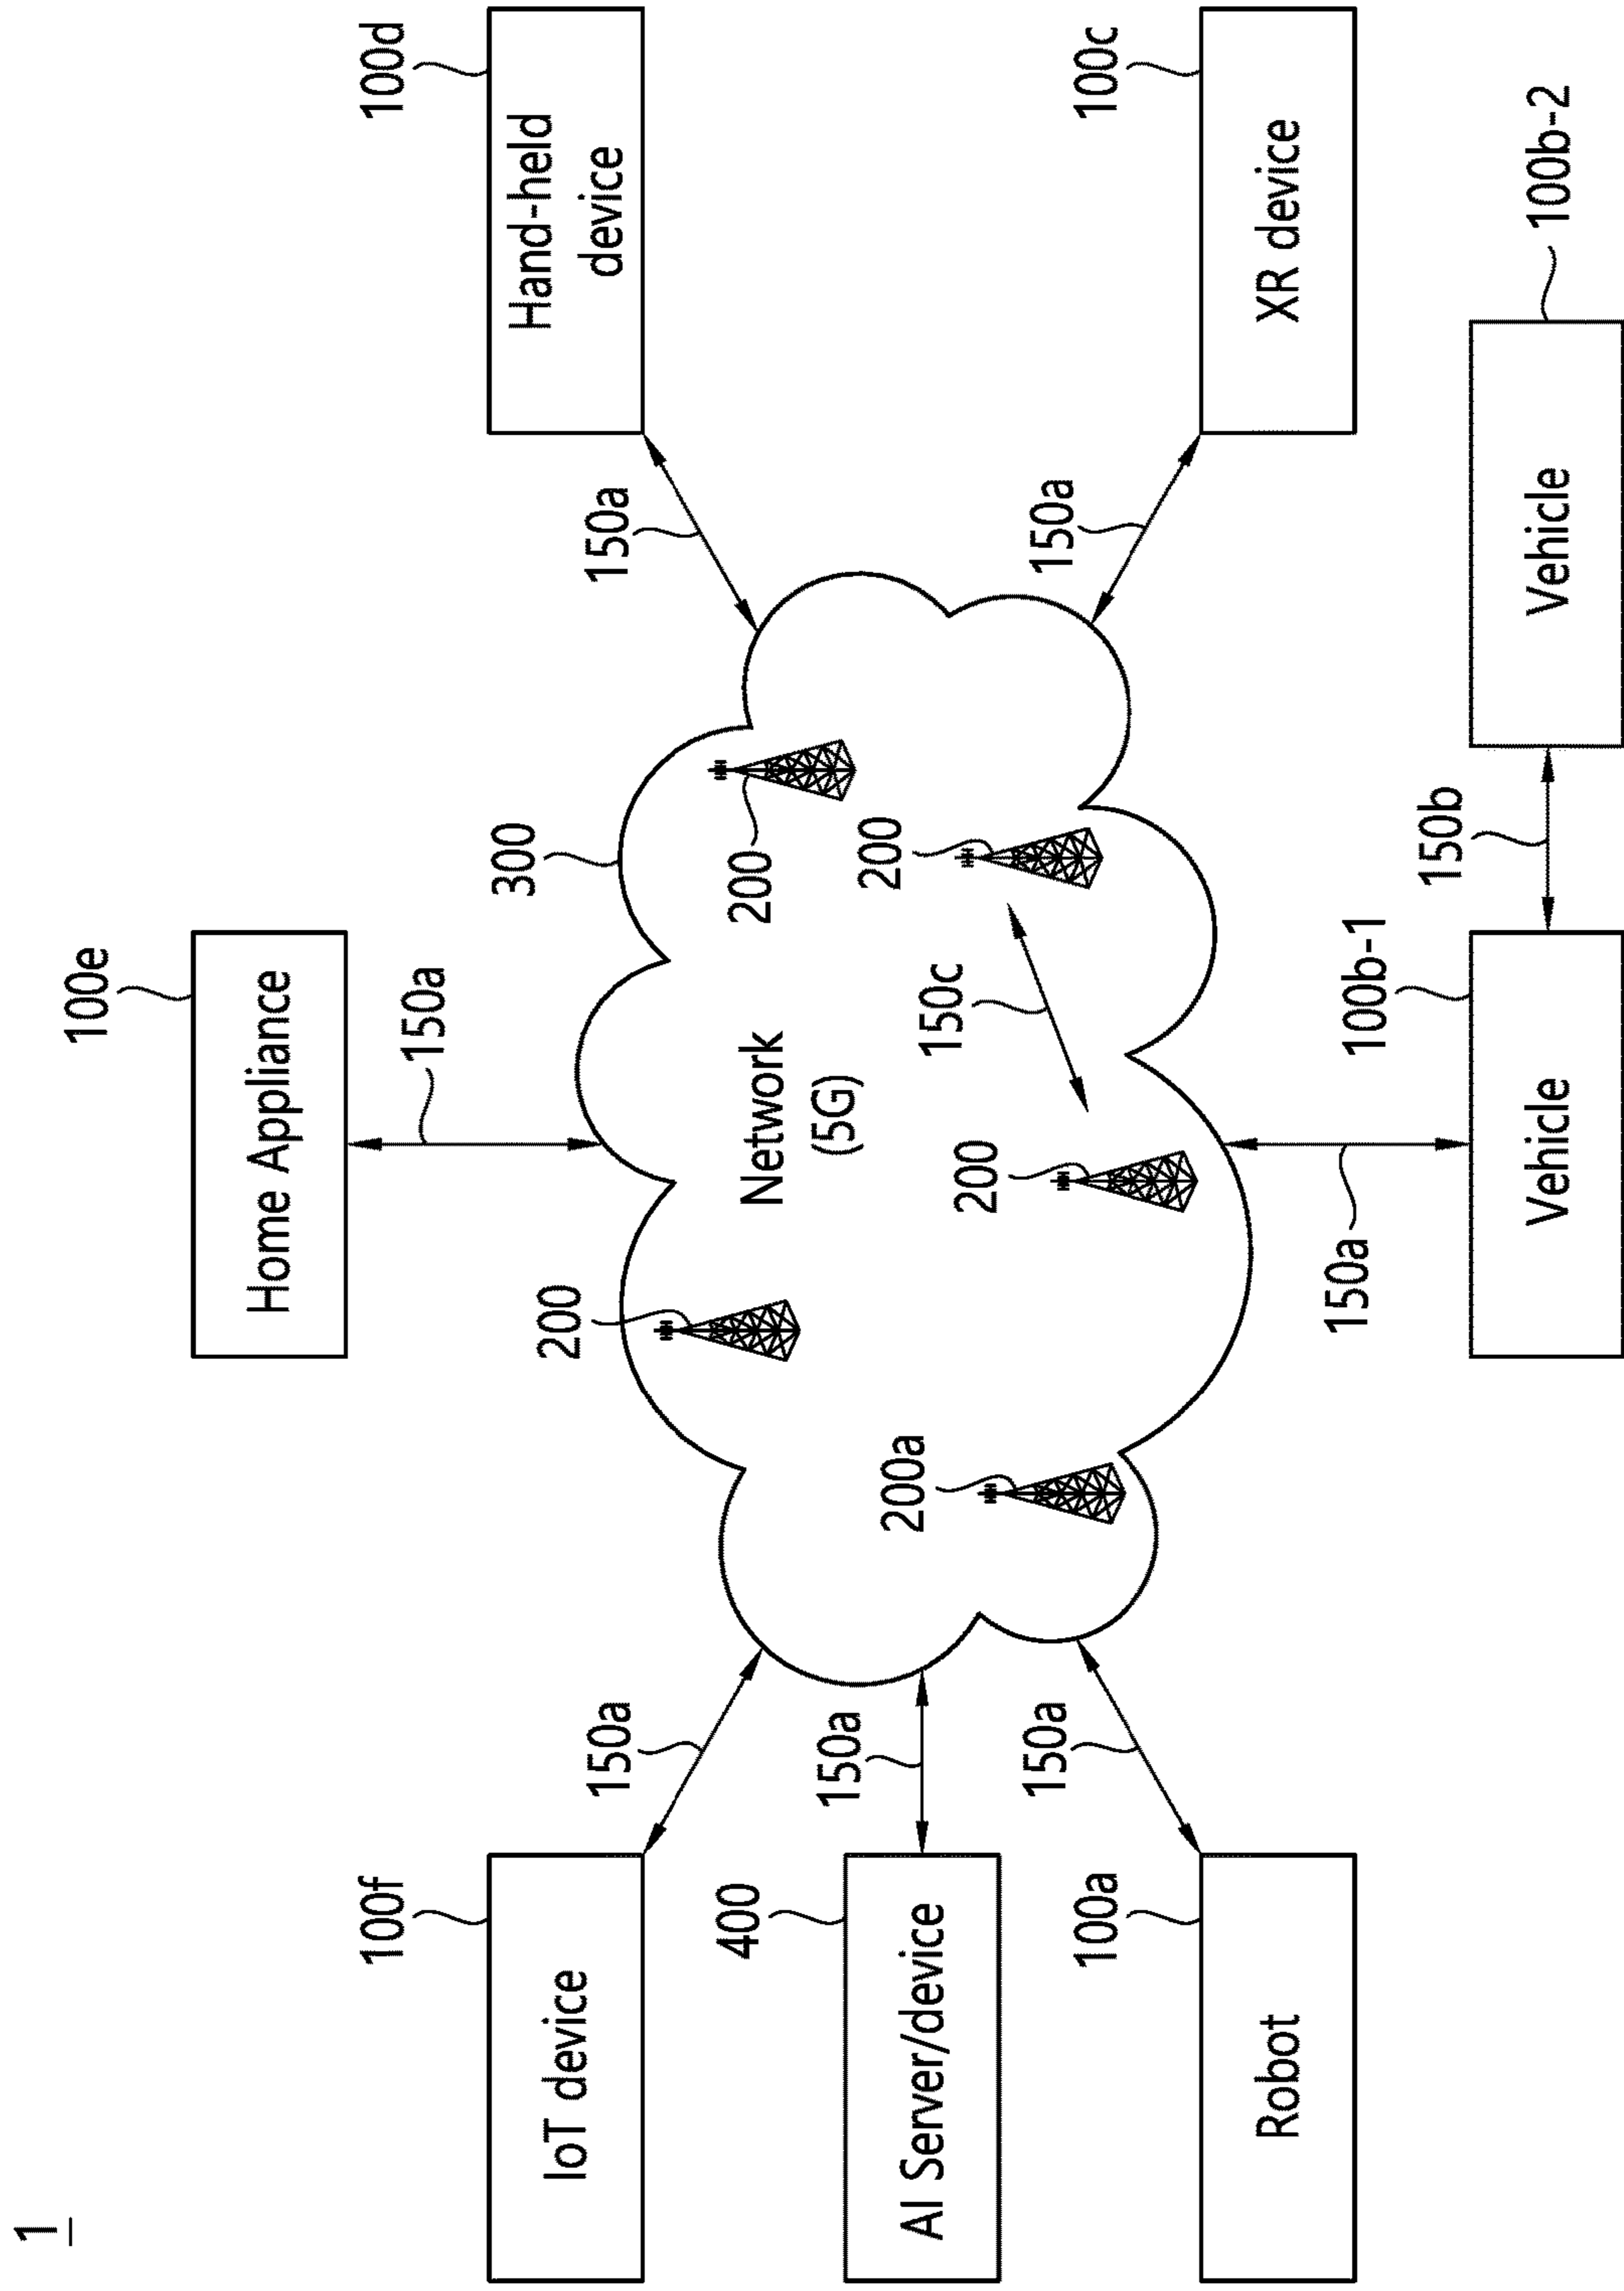 1
100e
Home Appliance
150a
100f
IoT device
150a
300
150a
100d
Hand-held
device
200
200
Network
(5G)
400
AI Server/device
150a
200a
200
150c
200
100a
Robot
150a
150a
100c
XR device
150a
100b-1
Vehicle
150b
100b-2
Vehicle